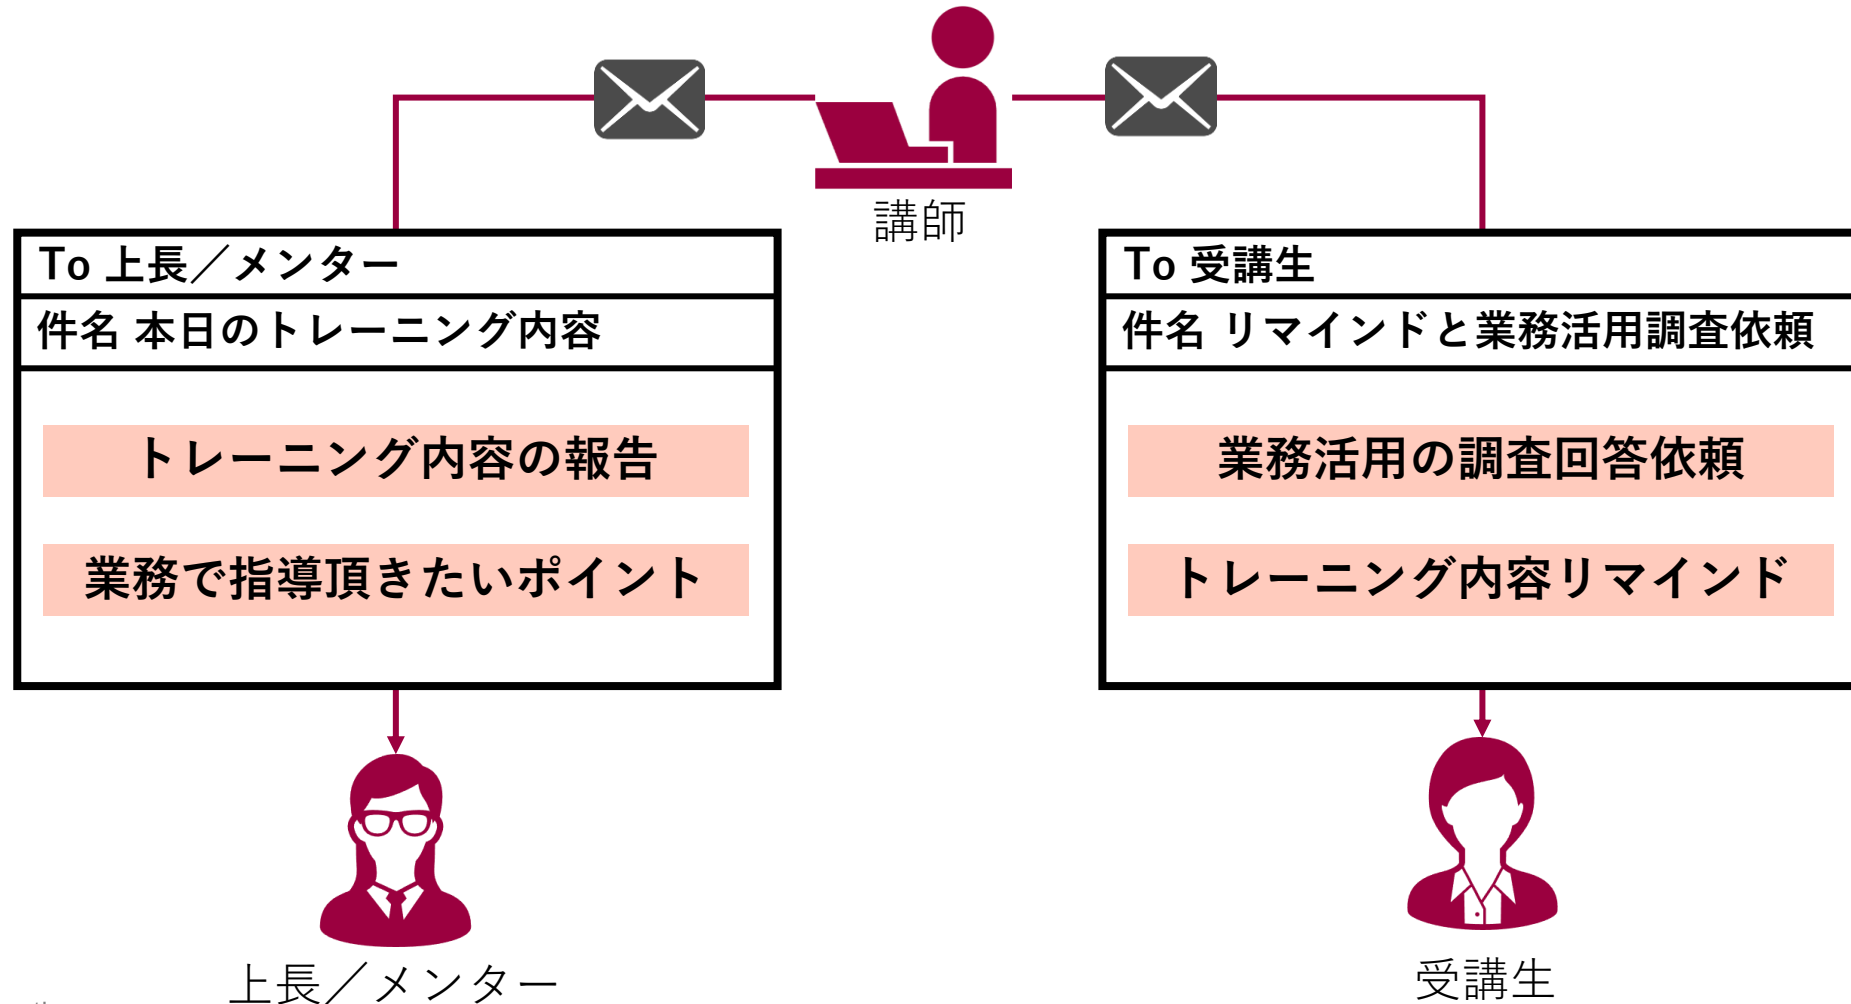 講師
To 上長／メンター
件名 本日のトレーニング内容
トレーニング内容の報告
業務で指導頂きたいポイント
上長／メンター
To 受講生
件名 リマインドと業務活用調査依頼
業務活用の調査回答依頼
トレーニング内容リマインド
受講生